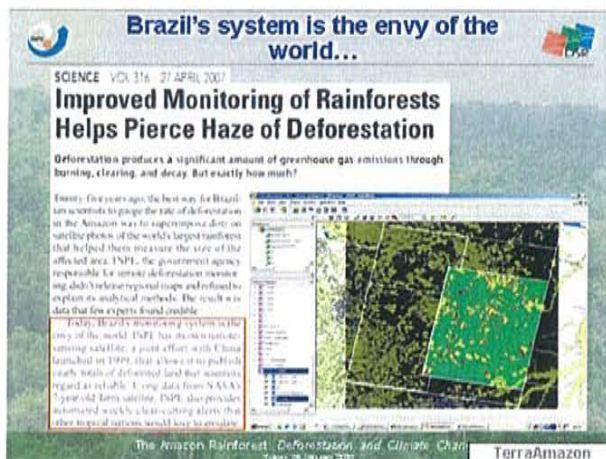 Brazil's system is the envy of the
world...
SCIENCE VOL 316 27 APRIL 2007
Improved Monitoring of Rainforests
Helps Pierce Haze of Deforestation
Deforestation produces a significant amount of greenhouse gas emissions through
burning, clearing, and decay. But exactly how much?
Twenty-five years ago, the best way for Brazil-
ian scientists to gauge the rate of deforestation
in the Amazon was to superimpose dots on
satellite photos of the world's largest rainforest
that helped them measure the size of the
affected area. INPE, the government agency
responsible for remote deforestation monitor-
ing, didn't release regional maps and refused to
explain its analytical methods. The result was
data that few experts found credible.
Today, Brazil's monitoring system is the
envy of the world. INPE has its own remote-
sensing satellite, a joint effort with China
launched in 1999, that allows it to publish
yearly totals of deforested land that scientists
regard as reliable. Using data from NASA's
7-year-old Terra satellite, INPE also provides
automated weekly clear-cutting alerts that
other tropical nations would love to emulate.
The Amazon Rainforest: Deforestation and Climate
TerraAmazon